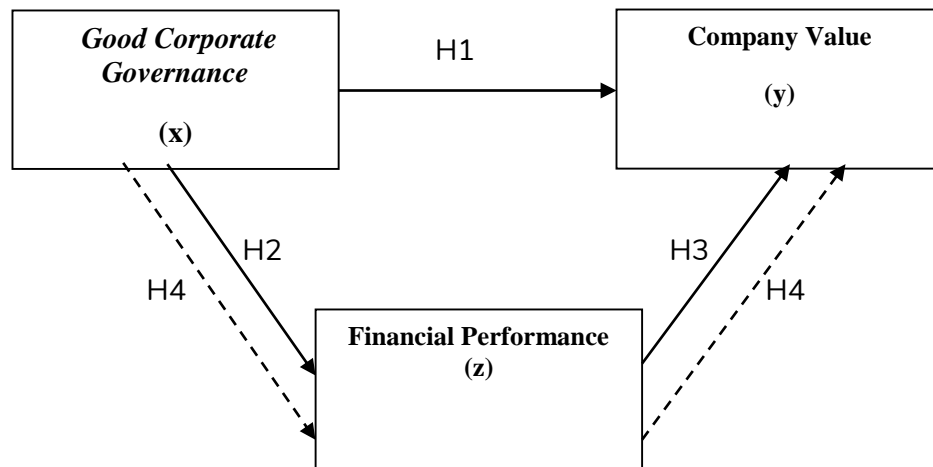 Good Corporate
Governance
(x)
H1
Company Value
(y)
H2
H4
H3
H4
Financial Performance
(z)